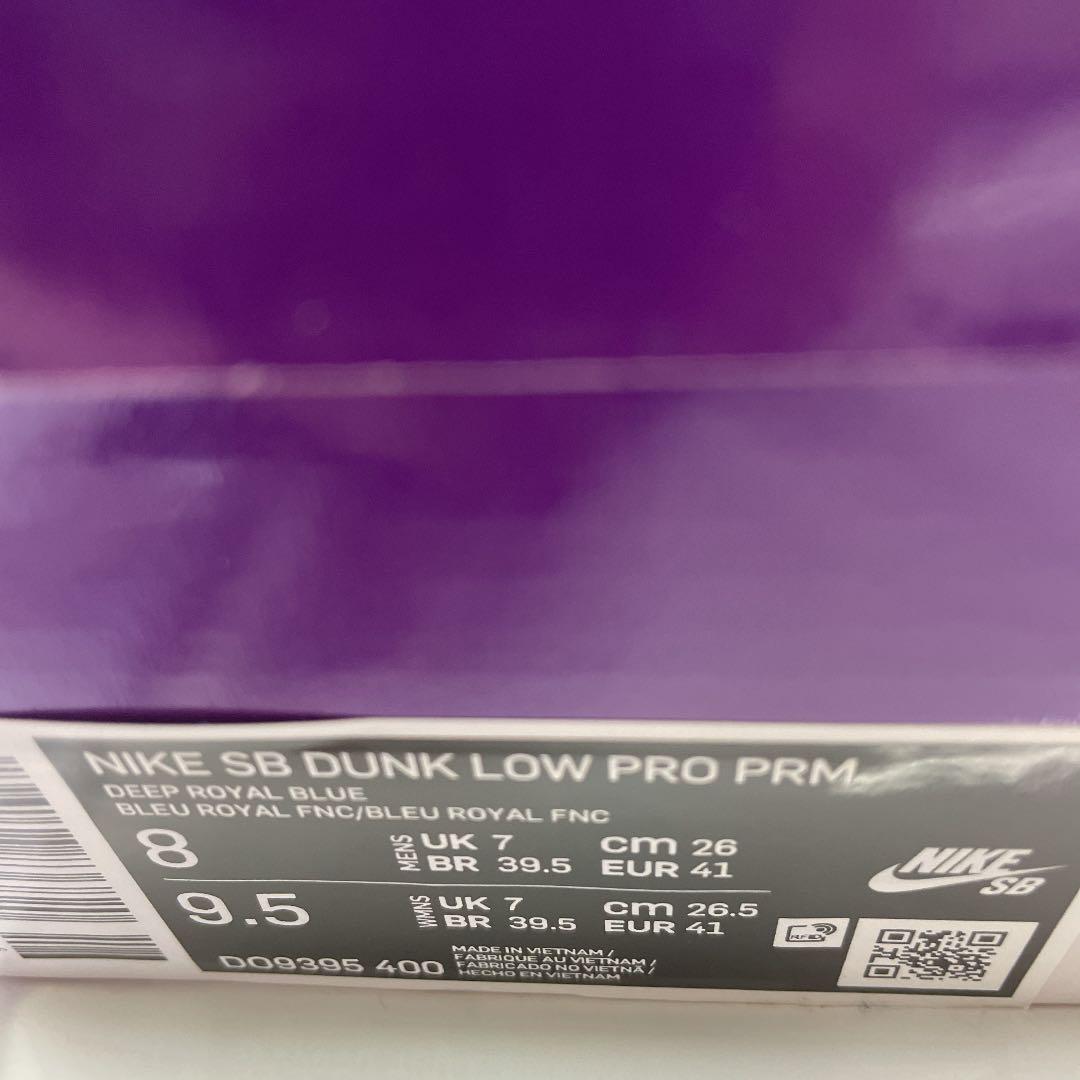 NIKE SB DUNK LOW PRO PRM
DEEP ROYAL BLUE
BLEU ROYAL FNC/BLEU ROYAL FNC
8 MENS UK 7 cm 26
BR 39.5 EUR 41
9.5 WMNS UK 7 cm 26.5
BR 39.5 EUR 41
DO9395 400
MADE IN VIETNAM /
FABRIQUE AU VIETNAM /
FABRICADO NO VIETNÃ /
HECHO EN VIETNAM
RFID
NIKE
SB